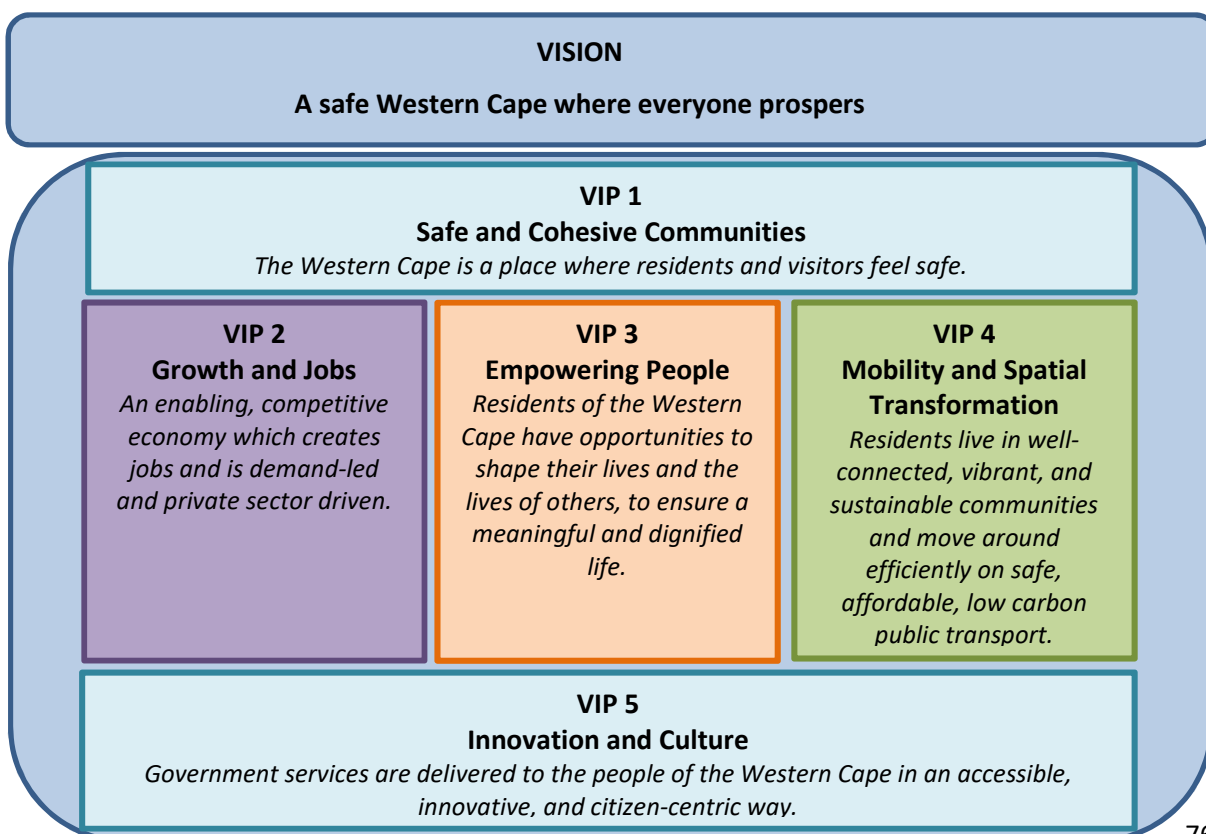 VISION
A safe Western Cape where everyone prospers
VIP 1
Safe and Cohesive Communities
The Western Cape is a place where residents and visitors feel safe.
VIP 2
Growth and Jobs
An enabling, competitive
economy which creates
jobs and is demand-led
and private sector driven.
VIP 3
Empowering People
Residents of the Western
Cape have opportunities to
shape their lives and the
lives of others, to ensure a
meaningful and dignified
life.
VIP 4
Mobility and Spatial
Transformation
Residents live in well-
connected, vibrant, and
sustainable communities
and move around
efficiently on safe,
affordable, low carbon
public transport.
VIP 5
Innovation and Culture
Government services are delivered to the people of the Western Cape in an accessible,
innovative, and citizen-centric way.